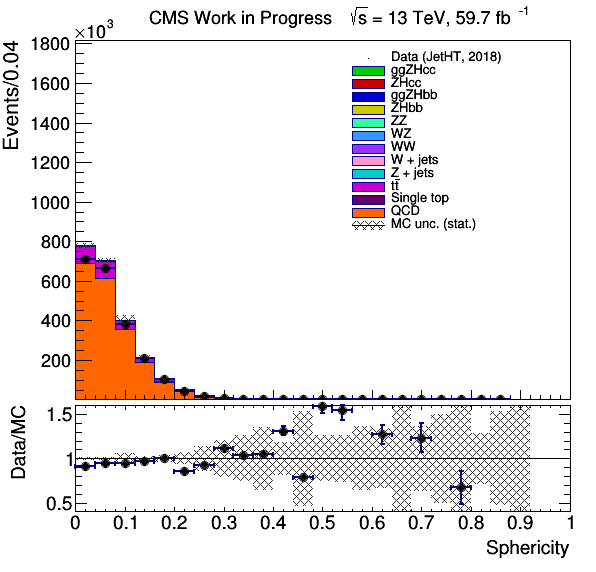 CMS Work in Progress √s = 13 TeV, 59.7 fb⁻¹
×10³
Events/0.04
1800
1600
1400
1200
1000
800
600
400
200
Data (JetHT, 2018)
ggZHcc
ZHcc
ggZHbb
ZHbb
ZZ
WZ
WW
W + jets
Z + jets
tt̄
Single top
QCD
MC unc. (stat.)
Data/MC
1.5
1
0.5
0 0.1 0.2 0.3 0.4 0.5 0.6 0.7 0.8 0.9 1
Sphericity